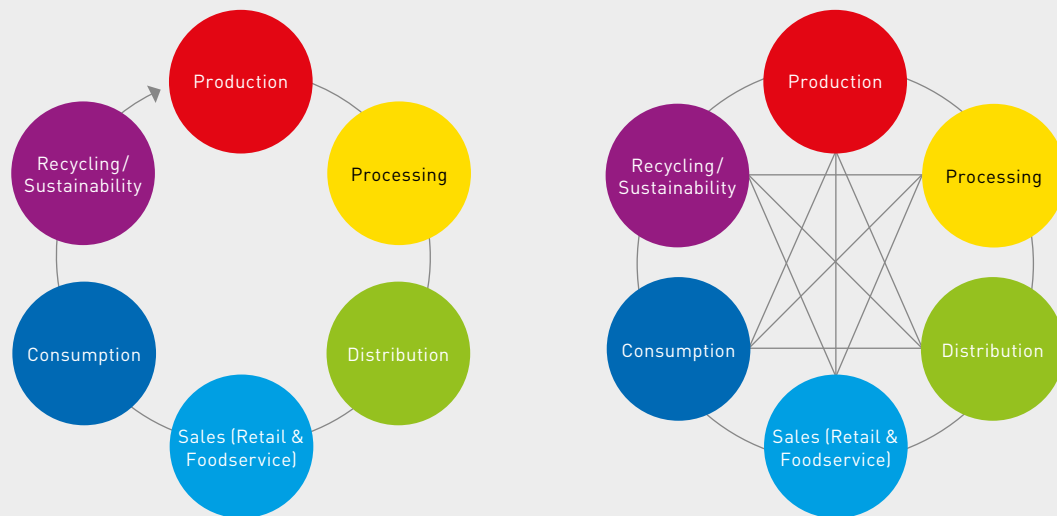 Production
Processing
Distribution
Sales (Retail &
Foodservice)
Consumption
Recycling/
Sustainability
Production
Processing
Distribution
Sales (Retail &
Foodservice)
Consumption
Recycling/
Sustainability